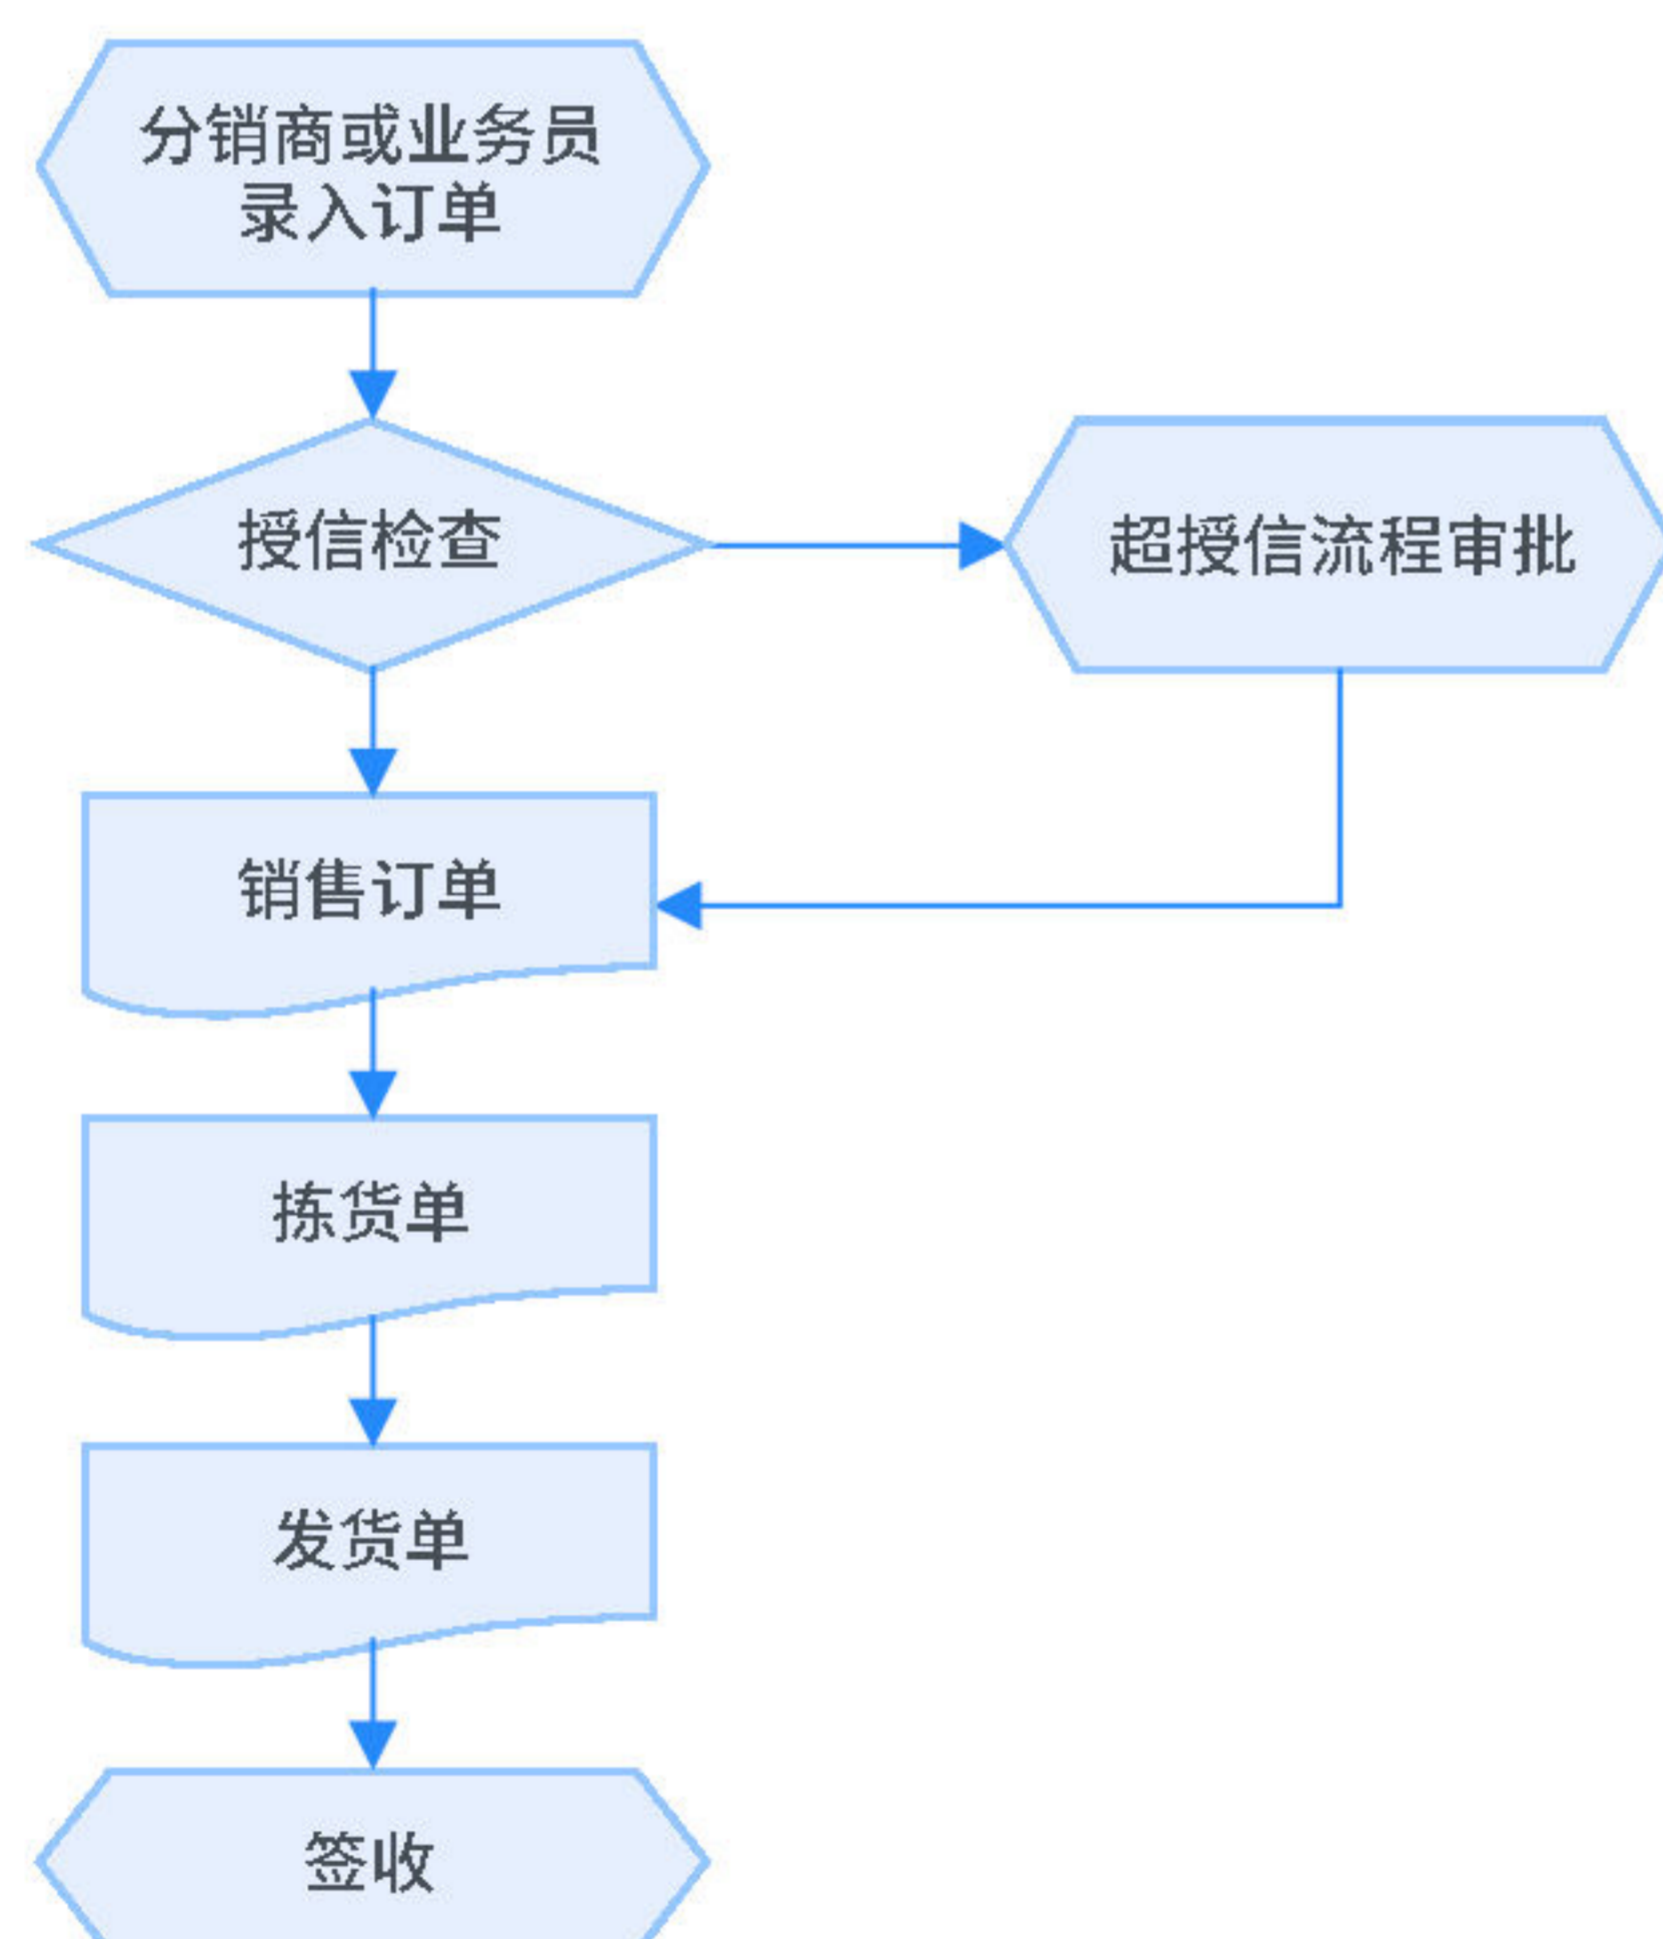 分销商或业务员
录入订单
授信检查
超授信流程审批
销售订单
拣货单
发货单
签收